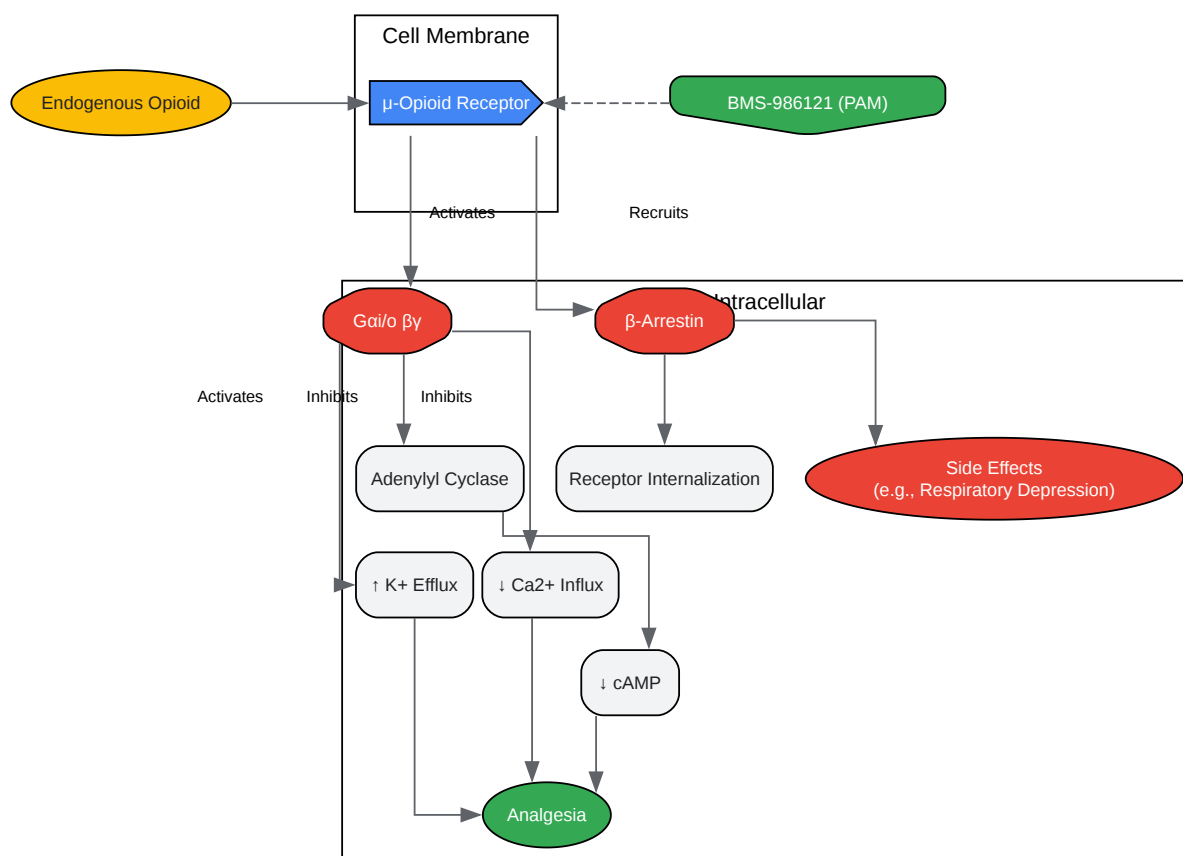 Cell Membrane
Endogenous Opioid
μ-Opioid Receptor
BMS-986121 (PAM)
Activates
Recruits
Intracellular
Gαi/o βγ
β-Arrestin
Activates
Inhibits
Inhibits
Adenylyl Cyclase
Receptor Internalization
Side Effects
(e.g., Respiratory Depression)
↑ K+ Efflux
↓ Ca2+ Influx
↓ cAMP
Analgesia